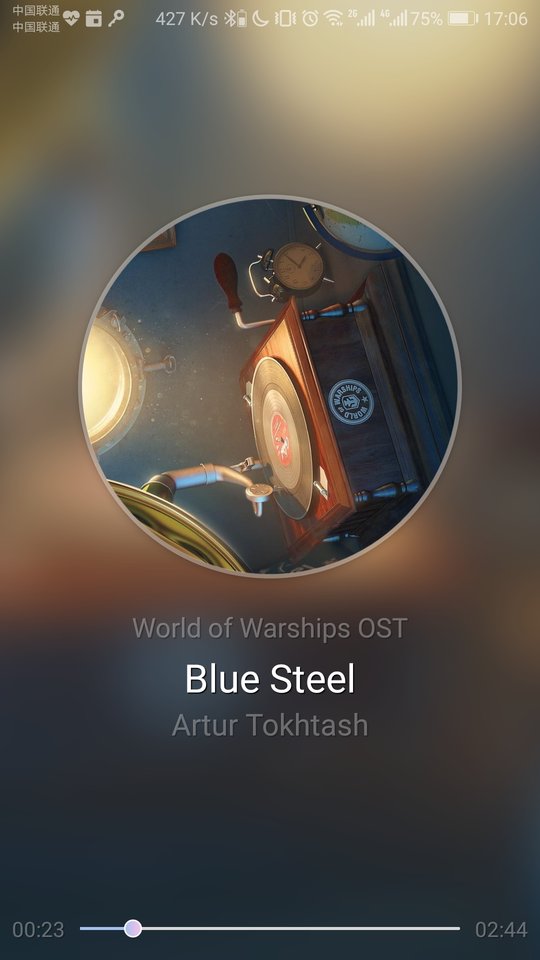 中国联通
中国联通
427 K/s 2G 4G 75% 17:06
WORLD OF WARSHIPS
World of Warships OST
Blue Steel
Artur Tokhtash
00:23 02:44